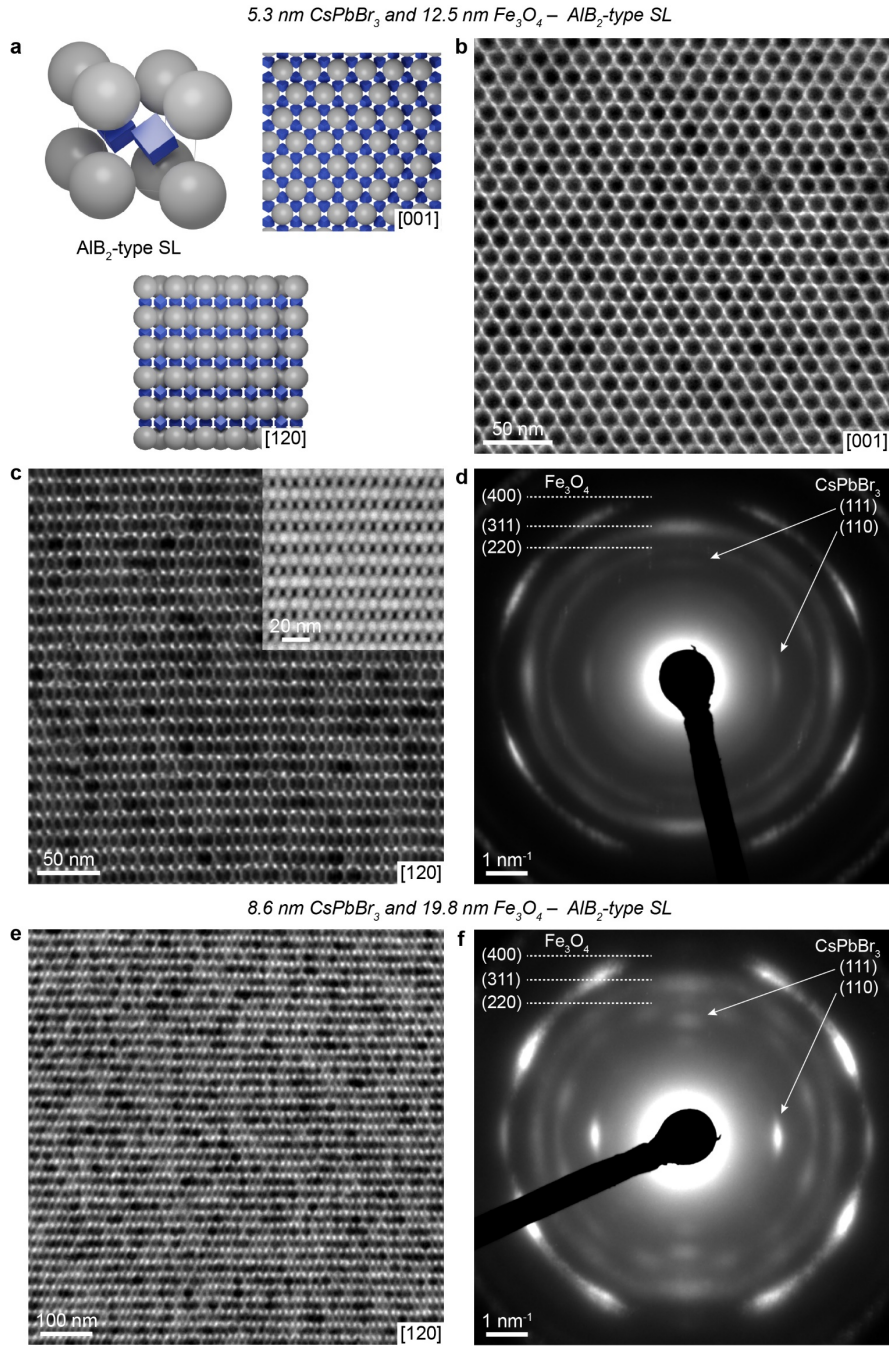 5.3 nm CsPbBr₃ and 12.5 nm Fe₃O₄ – AlB₂-type SL
a
[001]
AlB₂-type SL
[120]
b
50 nm
[001]
c
20 nm
50 nm
[120]
d
Fe₃O₄
(400)
(311)
(220)
CsPbBr₃
(111)
(110)
1 nm⁻¹
8.6 nm CsPbBr₃ and 19.8 nm Fe₃O₄ – AlB₂-type SL
e
100 nm
[120]
f
Fe₃O₄
(400)
(311)
(220)
CsPbBr₃
(111)
(110)
1 nm⁻¹